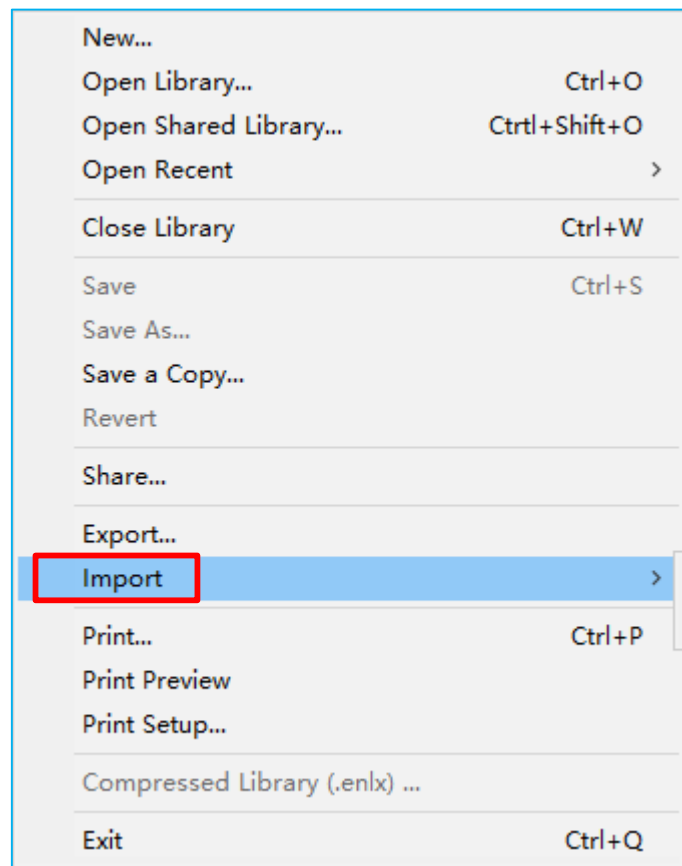 New...
Open Library... Ctrl+O
Open Shared Library... Ctrtl+Shift+O
Open Recent >
Close Library Ctrl+W
Save Ctrl+S
Save As...
Save a Copy...
Revert
Share...
Export...
Import >
Print... Ctrl+P
Print Preview
Print Setup...
Compressed Library (.enlx) ...
Exit Ctrl+Q